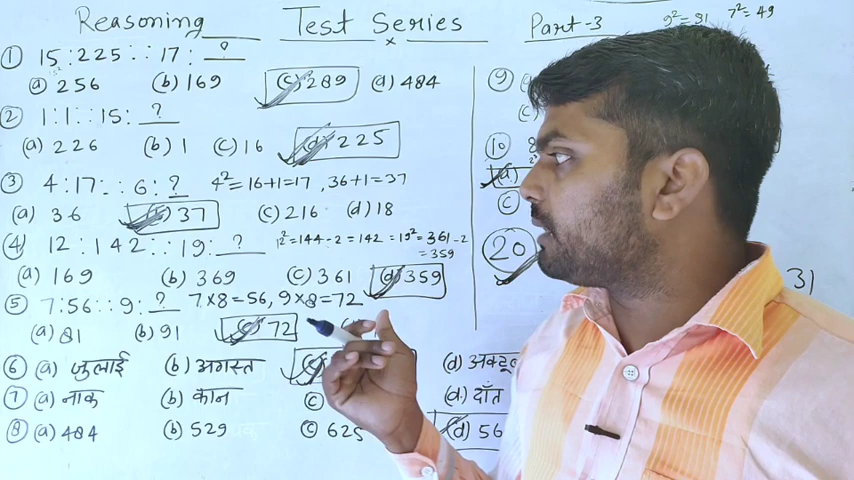 Reasoning Test Series Part-3 9²=81 7²=49
① 15:225::17: ?
(a) 256 (b) 169 (c) 289 (d) 484
② 1:1::15: ?
(a) 226 (b) 1 (c) 16 (d) 225
③ 4:17::6: ? 4²=16+1=17, 36+1=37
(a) 36 (b) 37 (c) 216 (d) 18
④ 12:142::19: ? 12²=144-2=142=19²=361-2
=359
(a) 169 (b) 369 (c) 361 (d) 359
⑤ 7:56::9: ? 7×8=56, 9×8=72
(a) 81 (b) 91 (c) 72
⑥ (a) जुलाई (b) अगस्त (c) (d)
⑦ (a) नाक (b) कान (c) (d) दाँत
⑧ (a) 484 (b) 529 (c) 625 (d) 56
⑨ (a)
(c)
⑩ 8
(a)
(c)
20
31